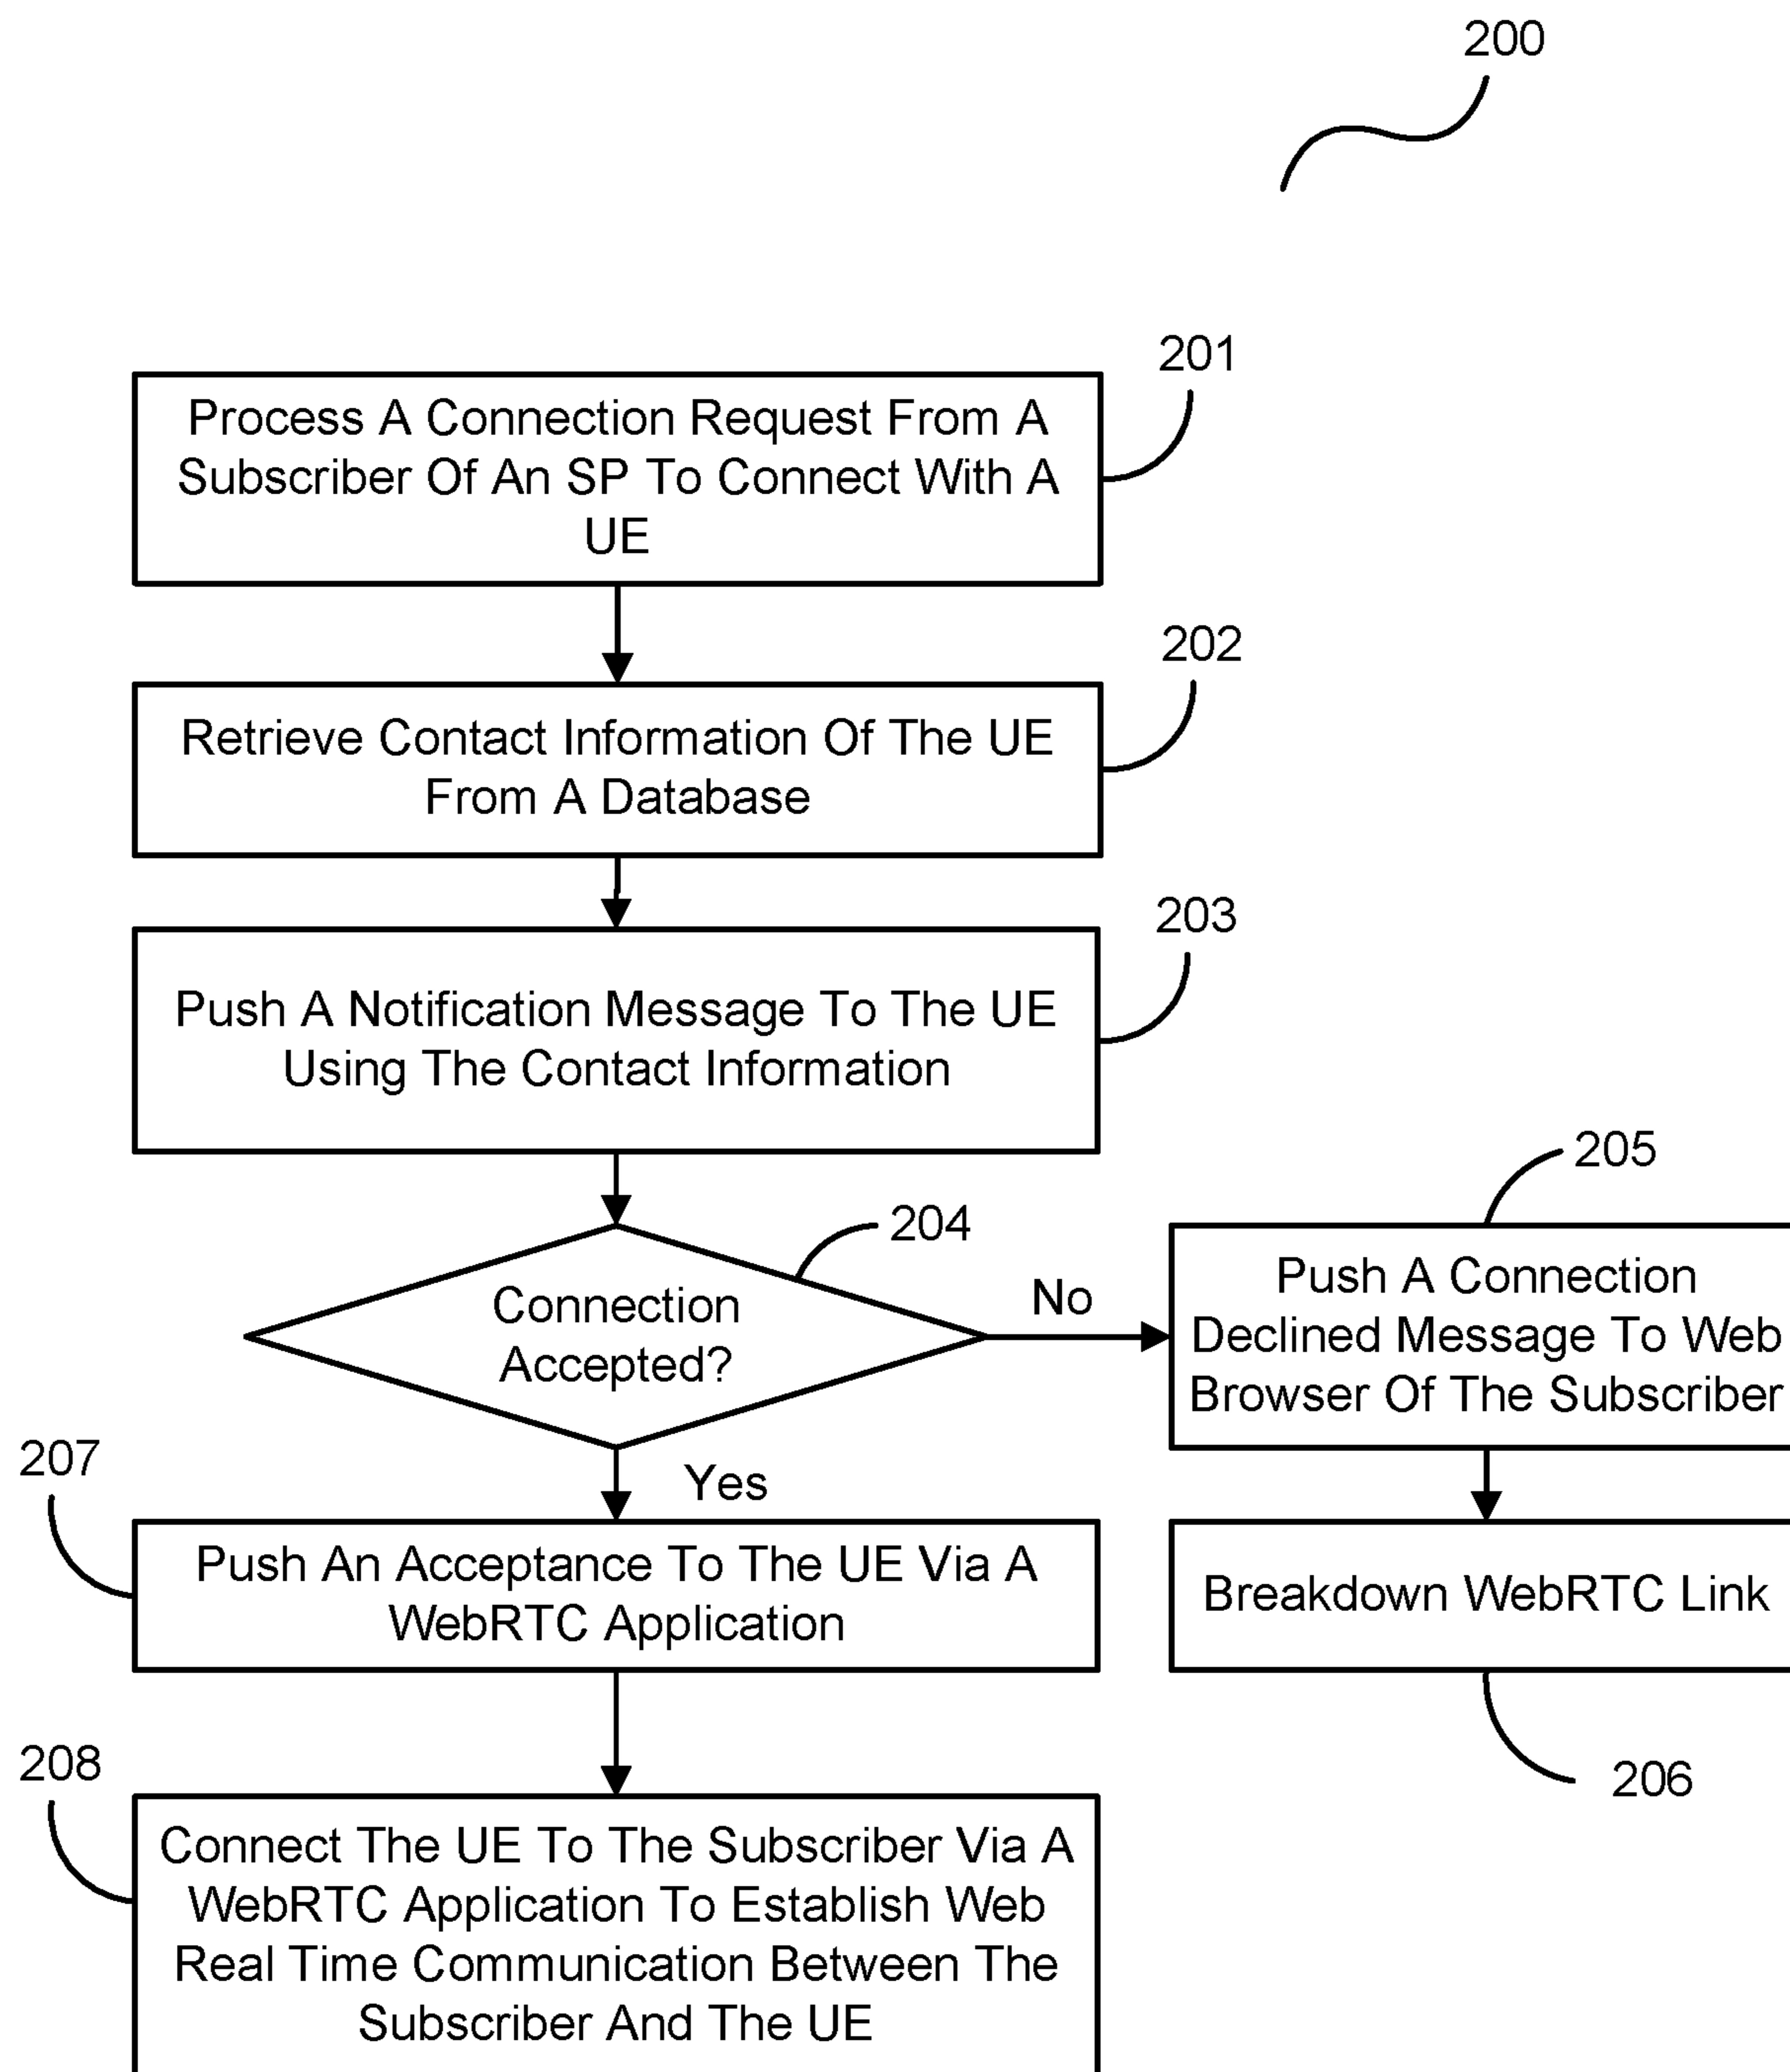 200
201
Process A Connection Request From A
Subscriber Of An SP To Connect With A
UE
202
Retrieve Contact Information Of The UE
From A Database
203
Push A Notification Message To The UE
Using The Contact Information
204
Connection
Accepted?
No
205
Push A Connection
Declined Message To Web
Browser Of The Subscriber
Yes
207
Push An Acceptance To The UE Via A
WebRTC Application
Breakdown WebRTC Link
206
208
Connect The UE To The Subscriber Via A
WebRTC Application To Establish Web
Real Time Communication Between The
Subscriber And The UE